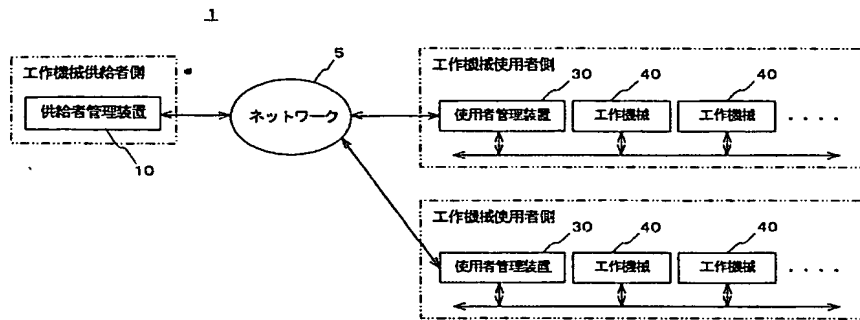 1
工作機械供給者側
供給者管理装置
10
5
ネットワーク
工作機械使用者側
30 40 40
使用者管理装置 工作機械 工作機械 ....
工作機械使用者側
30 40 40
使用者管理装置 工作機械 工作機械 ....